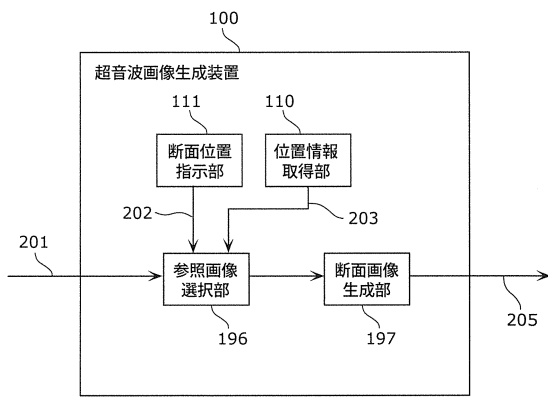 100
超音波画像生成装置
111
110
断面位置
指示部
位置情報
取得部
202
203
201
参照画像
選択部
断面画像
生成部
196
197
205